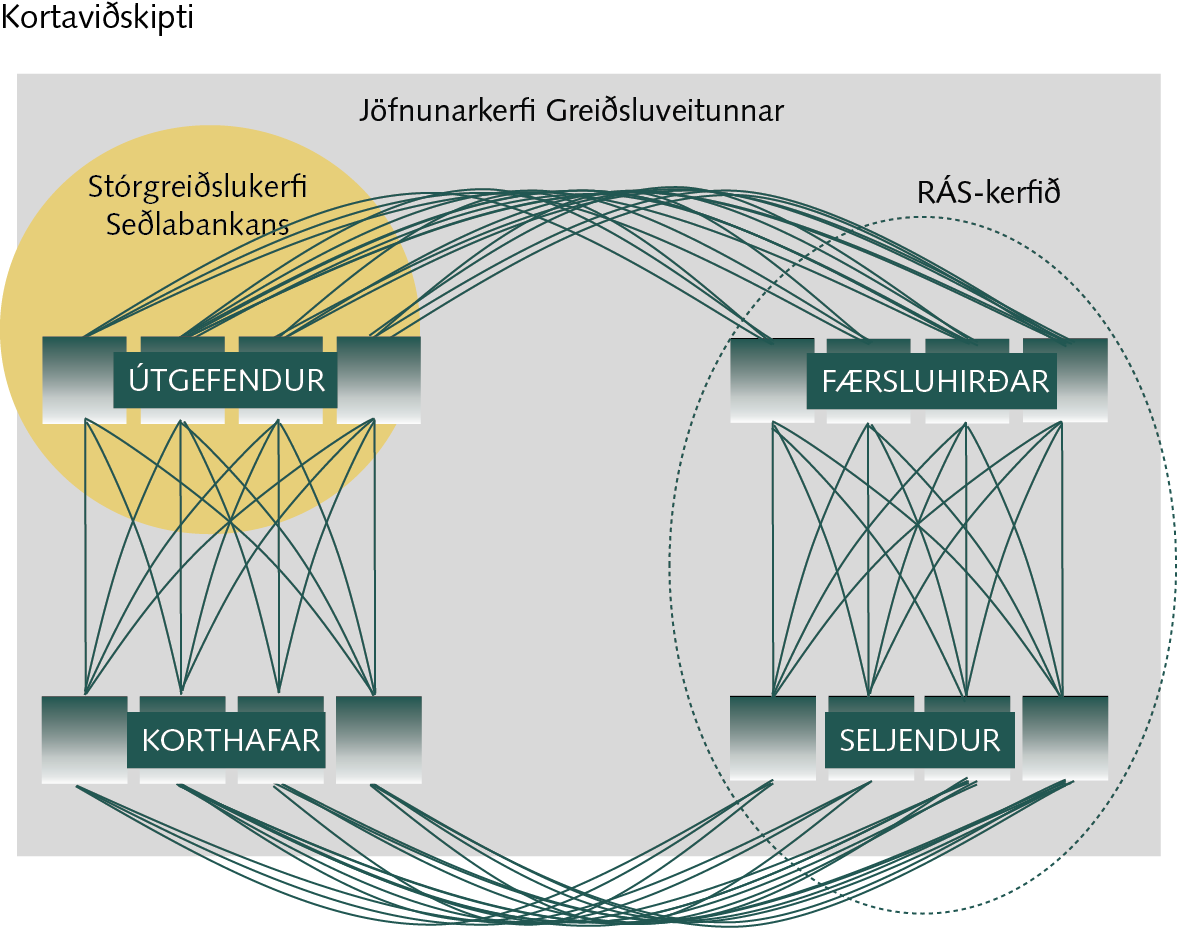 Kortaviðskipti
Jöfnunarkerfi Greiðsluveitunnar
Stórgreiðslukerfi
Seðlabankans
RÁS-kerfið
ÚTGEFENDUR
FÆRSLUHIRÐAR
KORTHAFAR
SELJENDUR